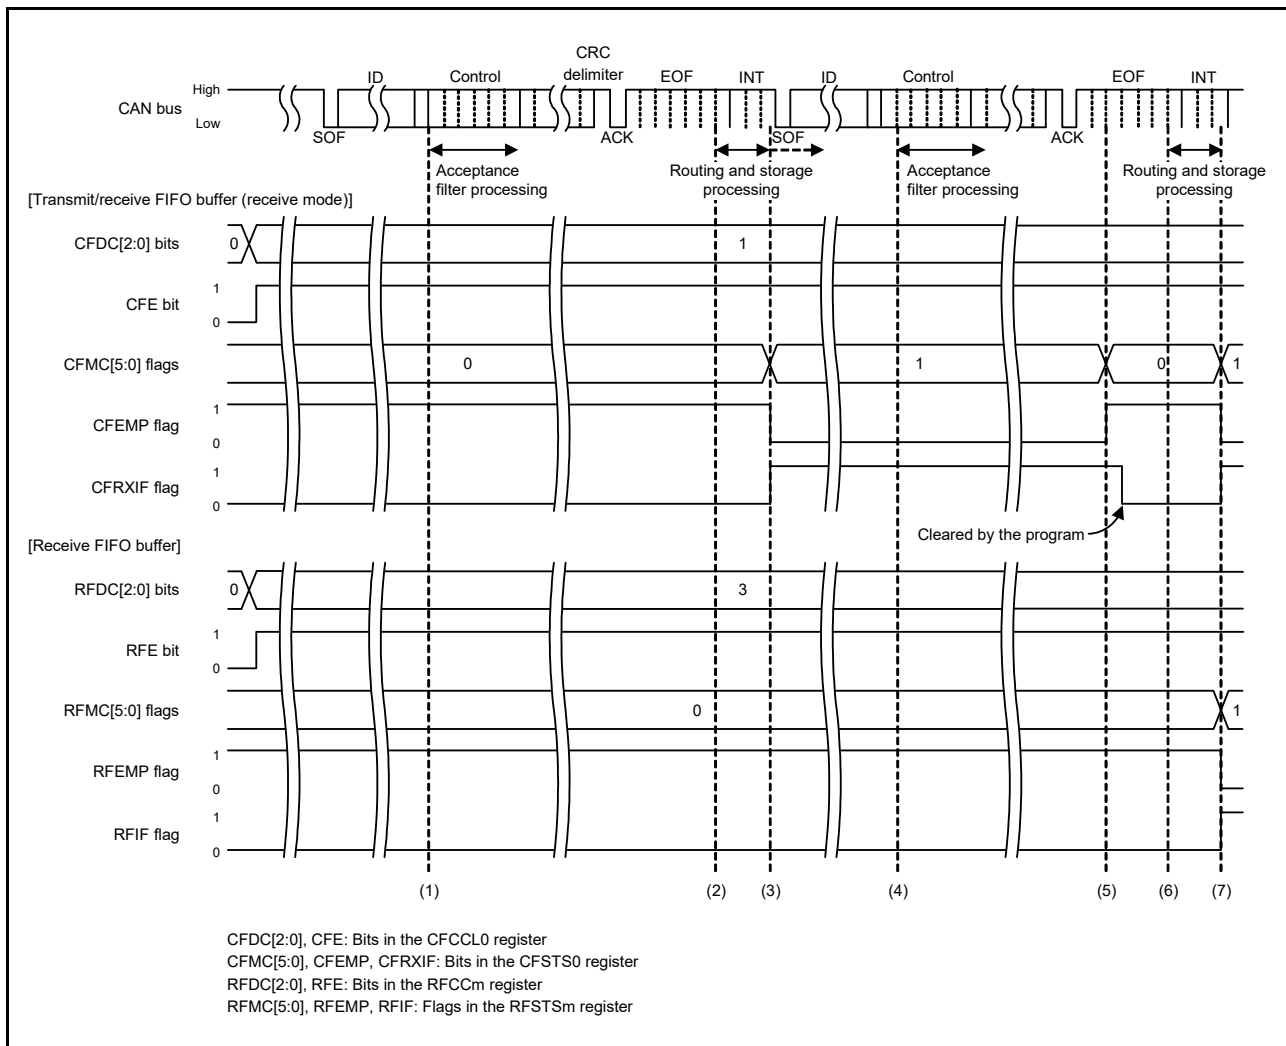 CRC
ID Control delimiter EOF INT ID Control EOF INT
High
CAN bus
Low
SOF ACK SOF ACK
Acceptance
filter processing
Routing and storage
processing
Acceptance
filter processing
Routing and storage
processing
[Transmit/receive FIFO buffer (receive mode)]
CFDC[2:0] bits 0 1
1
CFE bit
0
CFMC[5:0] flags 0 1 0 1
1
CFEMP flag
0
1
CFRXIF flag
0
Cleared by the program
[Receive FIFO buffer]
RFDC[2:0] bits 0 3
1
RFE bit
0
RFMC[5:0] flags 0 1
1
RFEMP flag
0
1
RFIF flag
0
(1) (2) (3) (4) (5) (6) (7)
CFDC[2:0], CFE: Bits in the CFCCL0 register
CFMC[5:0], CFEMP, CFRXIF: Bits in the CFSTS0 register
RFDC[2:0], RFE: Bits in the RFCCm register
RFMC[5:0], RFEMP, RFIF: Flags in the RFSTSm register